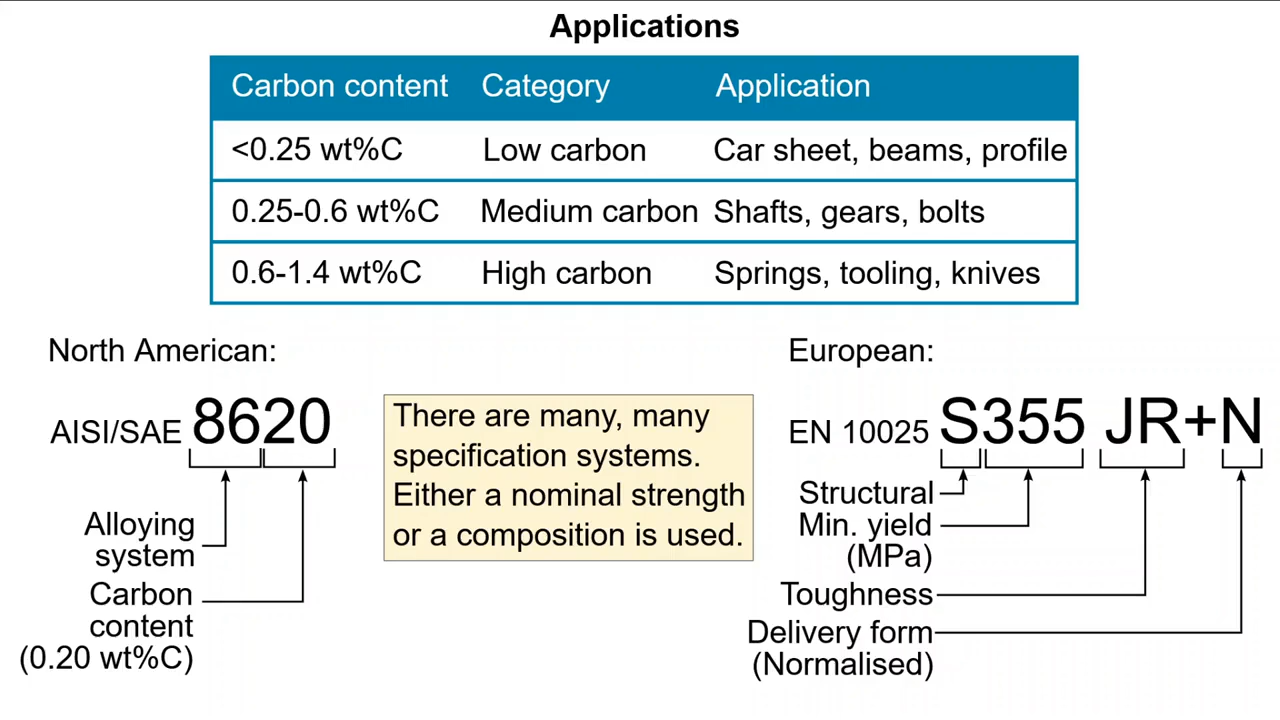 Applications
Carbon content Category Application
<0.25 wt%C Low carbon Car sheet, beams, profile
0.25-0.6 wt%C Medium carbon Shafts, gears, bolts
0.6-1.4 wt%C High carbon Springs, tooling, knives
North American:
AISI/SAE 8620
Alloying
system
Carbon
content
(0.20 wt%C)
There are many, many
specification systems.
Either a nominal strength
or a composition is used.
European:
EN 10025 S355 JR+N
Structural
Min. yield
(MPa)
Toughness
Delivery form
(Normalised)